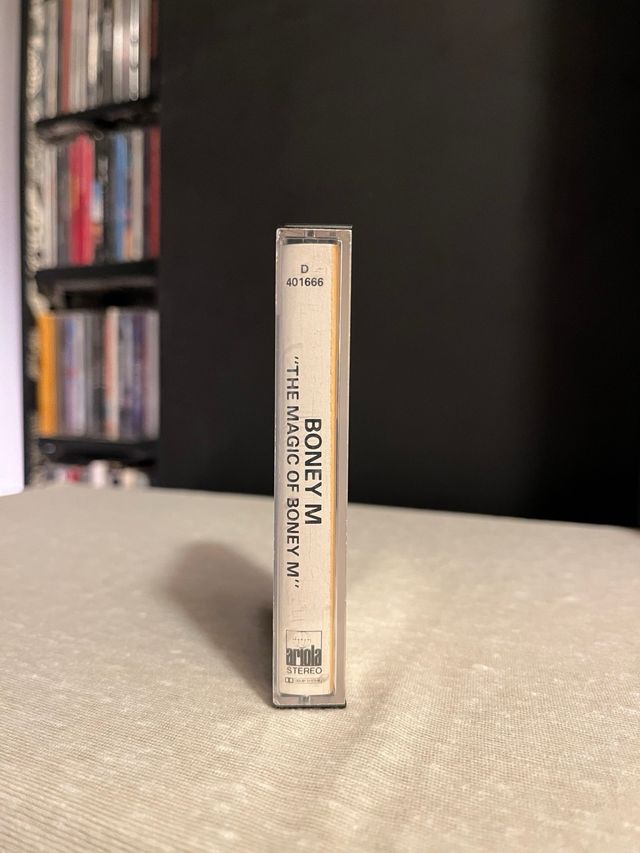 D
401666
BONEY M
"THE MAGIC OF BONEY M"
ariola
STEREO